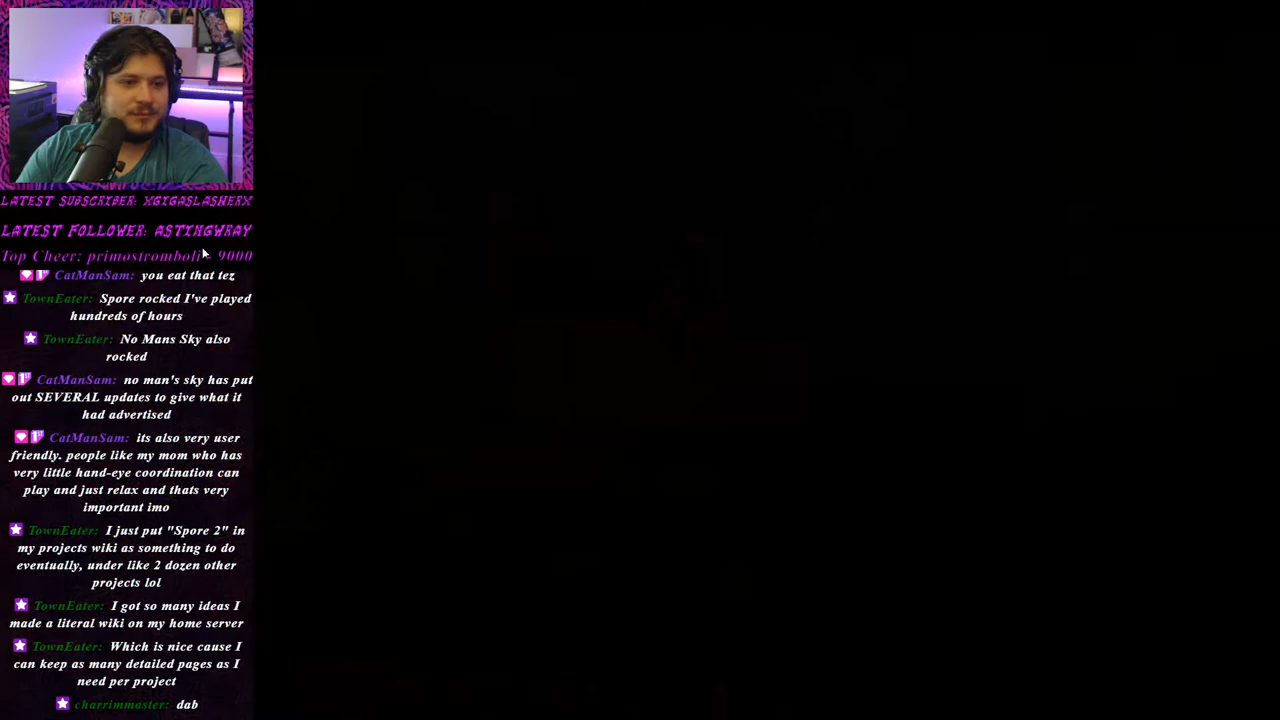 LATEST SUBSCRIBER: XGIGASLASHERX
LATEST FOLLOWER: ASTINGWRAY
Top Cheer: primostromboli - 9000
CatManSam: you eat that tez
TownEater: Spore rocked I've played
hundreds of hours
TownEater: No Mans Sky also
rocked
CatManSam: no man's sky has put
out SEVERAL updates to give what it
had advertised
CatManSam: its also very user
friendly. people like my mom who has
very little hand-eye coordination can
play and just relax and thats very
important imo
TownEater: I just put "Spore 2" in
my projects wiki as something to do
eventually, under like 2 dozen other
projects lol
TownEater: I got so many ideas I
made a literal wiki on my home server
TownEater: Which is nice cause I
can keep as many detailed pages as I
need per project
charrimmaster: dab